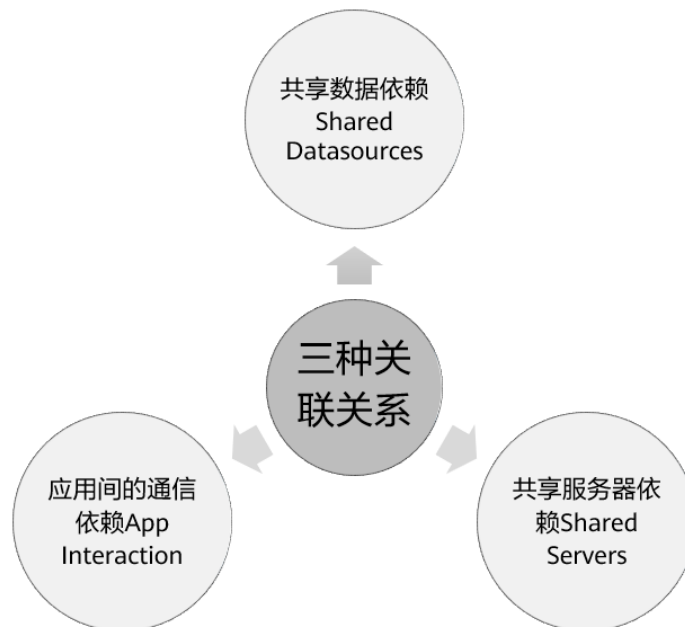 共享数据依赖
Shared
Datasources
三种关
联关系
应用间的通信
依赖App
Interaction
共享服务器依
赖Shared
Servers